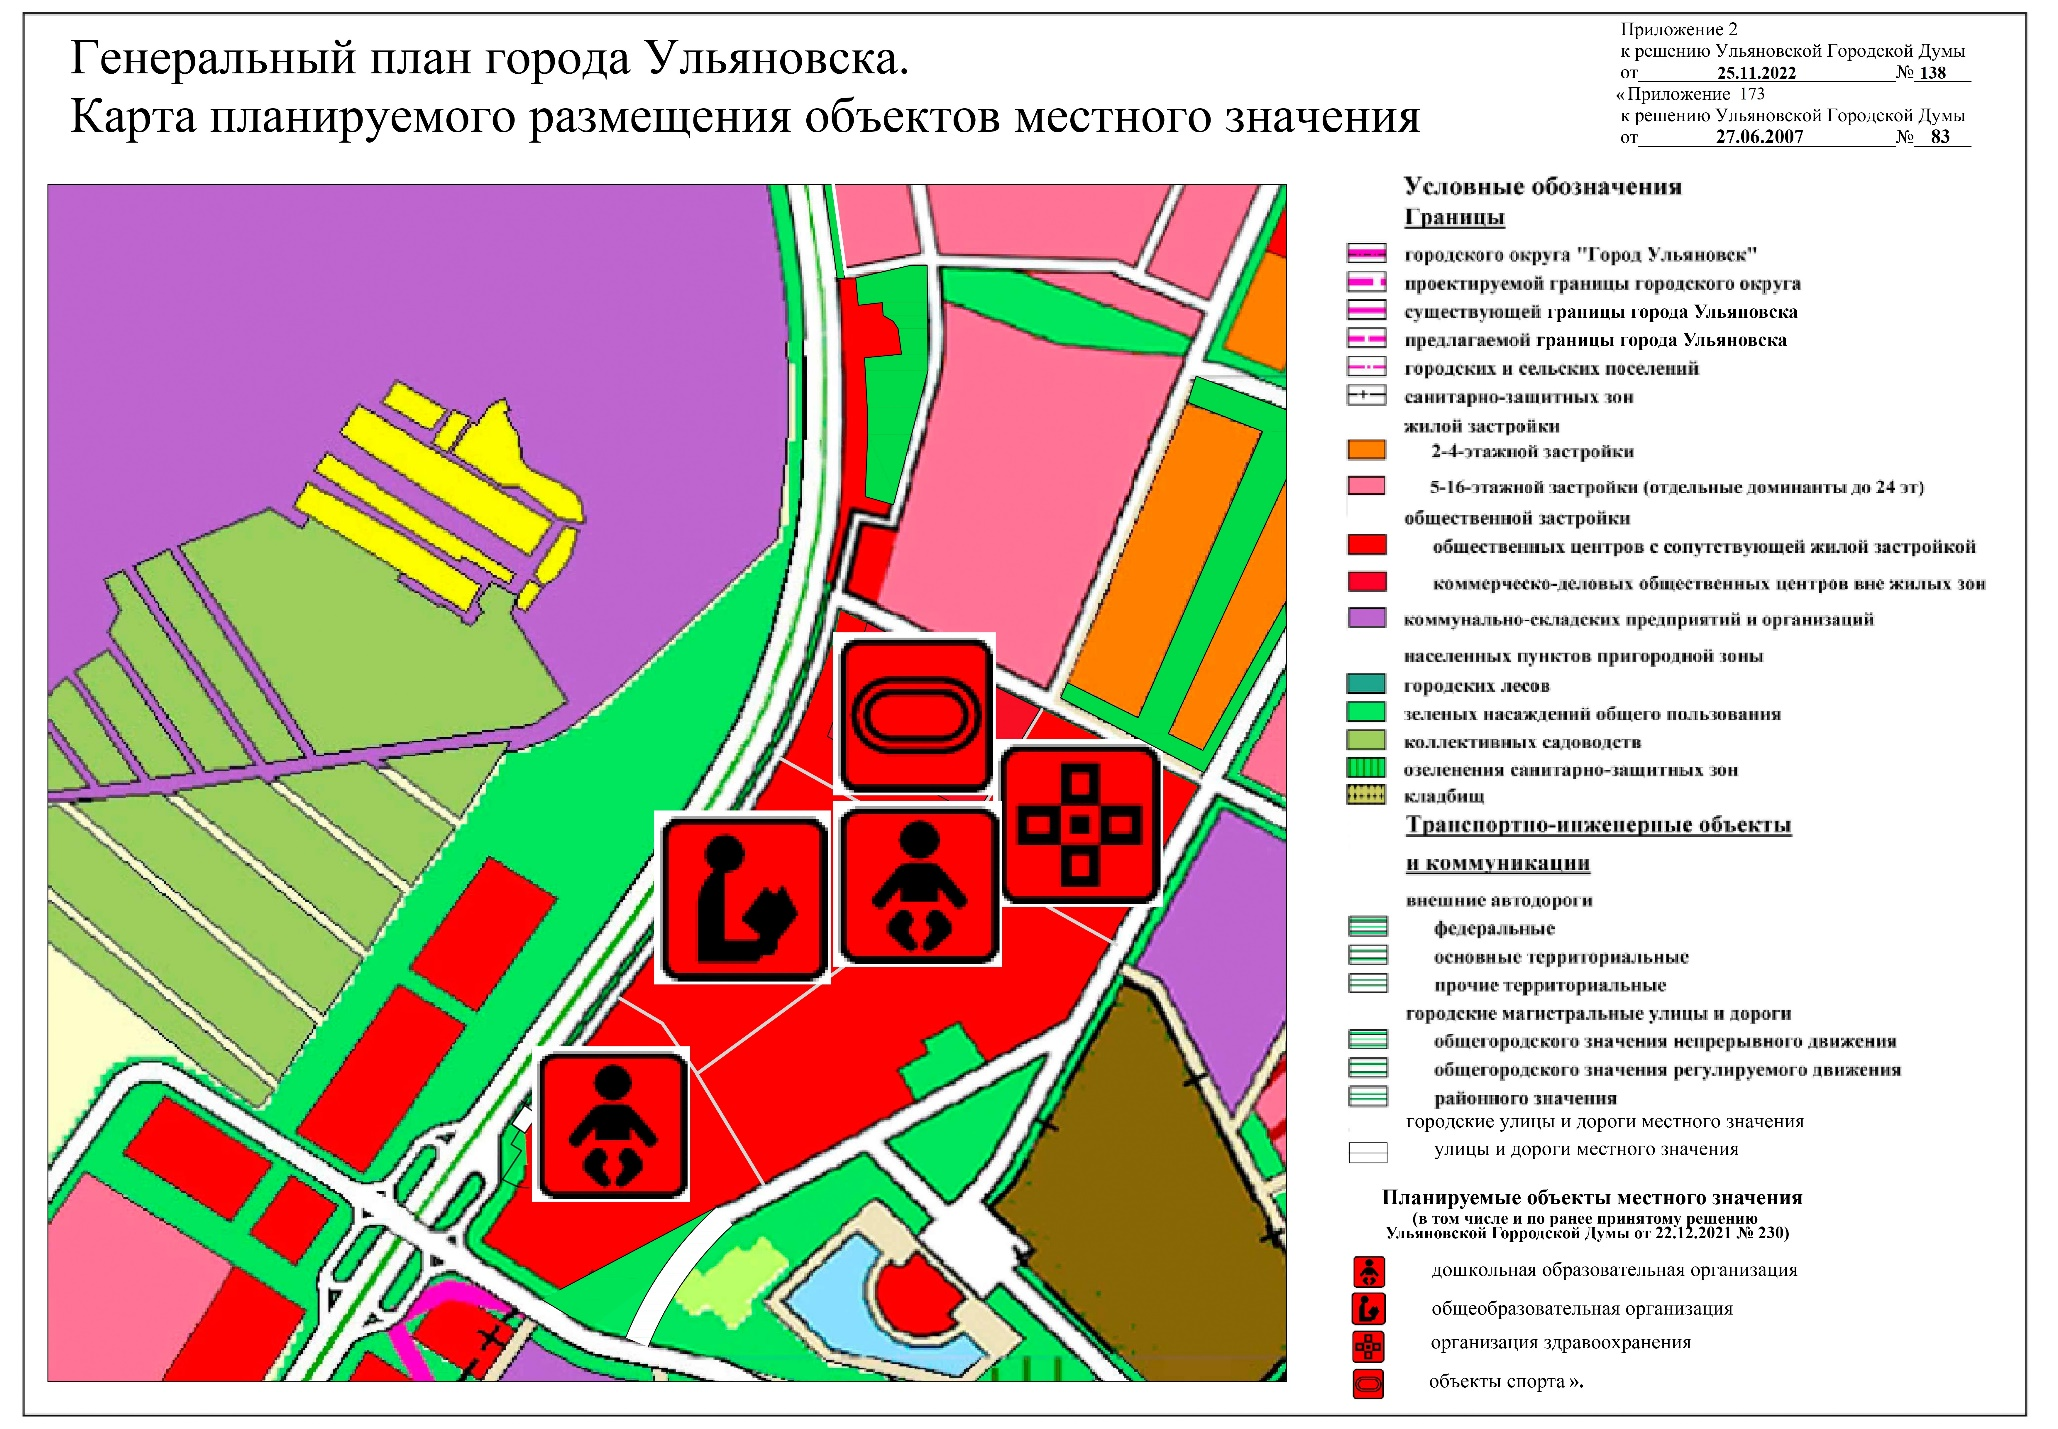 Генеральный план города Ульяновска.
Карта планируемого размещения объектов местного значения
Приложение 2
к решению Ульяновской Городской Думы
от 25.11.2022 № 138
«Приложение 173
к решению Ульяновской Городской Думы
от 27.06.2007 № 83
Условные обозначения
Границы
городского округа "Город Ульяновск"
проектируемой границы городского округа
существующей границы города Ульяновска
предлагаемой границы города Ульяновска
городских и сельских поселений
санитарно-защитных зон
жилой застройки
2-4-этажной застройки
5-16-этажной застройки (отдельные доминанты до 24 эт)
общественной застройки
общественных центров с сопутствующей жилой застройкой
коммерческо-деловых общественных центров вне жилых зон
коммунально-складских предприятий и организаций
населенных пунктов пригородной зоны
городских лесов
зеленых насаждений общего пользования
коллективных садоводств
озеленения санитарно-защитных зон
кладбищ
Транспортно-инженерные объекты
и коммуникации
внешние автодороги
федеральные
основные территориальные
прочие территориальные
городские магистральные улицы и дороги
общегородского значения непрерывного движения
общегородского значения регулируемого движения
районного значения
городские улицы и дороги местного значения
улицы и дороги местного значения
Планируемые объекты местного значения
(в том числе и по ранее принятому решению
Ульяновской Горродской Думы от 22.12.2021 № 230)
дошкольная образовательная организация
общеобразовательная организация
организация здравоохранения
объекты спорта».